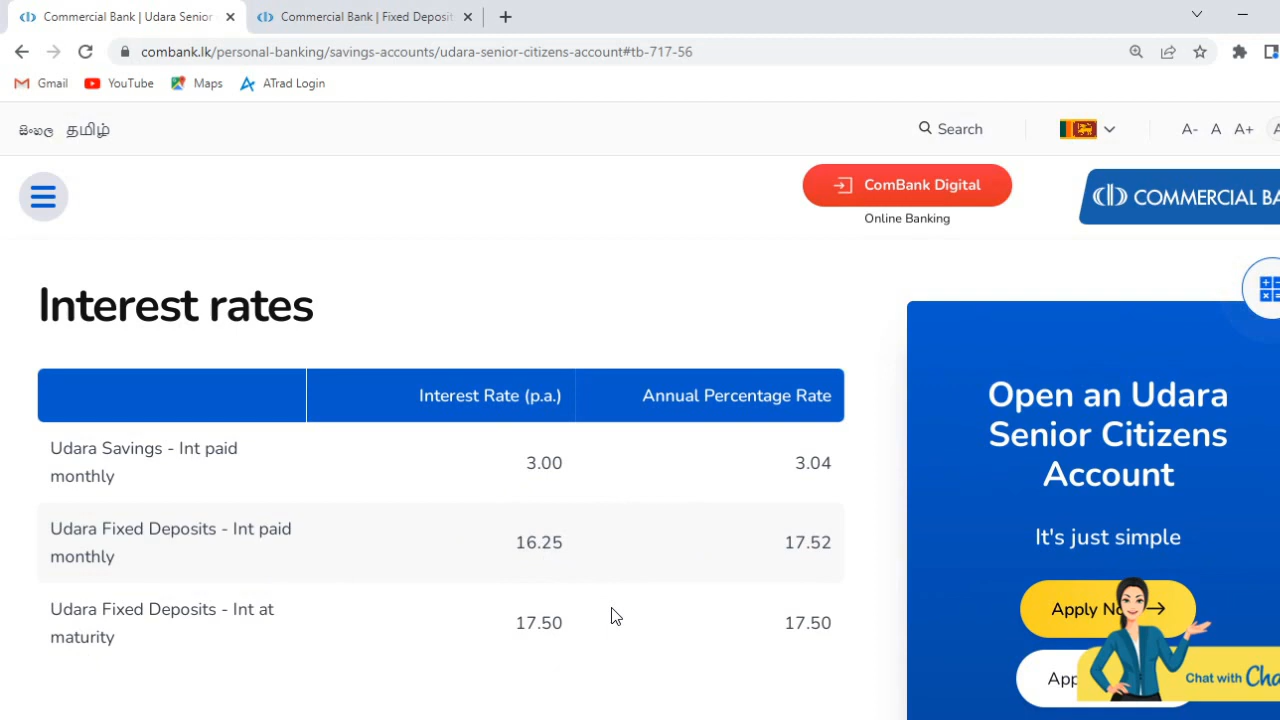 Commercial Bank | Udara Senior
Commercial Bank | Fixed Deposit
combank.lk/personal-banking/savings-accounts/udara-senior-citizens-account#tb-717-56
Gmail YouTube Maps ATrad Login
සිංහල தமிழ் Search A- A A+ A
ComBank Digital
Online Banking
COMMERCIAL BA
Interest rates
Interest Rate (p.a.) Annual Percentage Rate
Udara Savings - Int paid
monthly
3.00 3.04
Udara Fixed Deposits - Int paid
monthly
16.25 17.52
Udara Fixed Deposits - Int at
maturity
17.50 17.50
Open an Udara
Senior Citizens
Account
It's just simple
Apply No
App
Chat with Cha